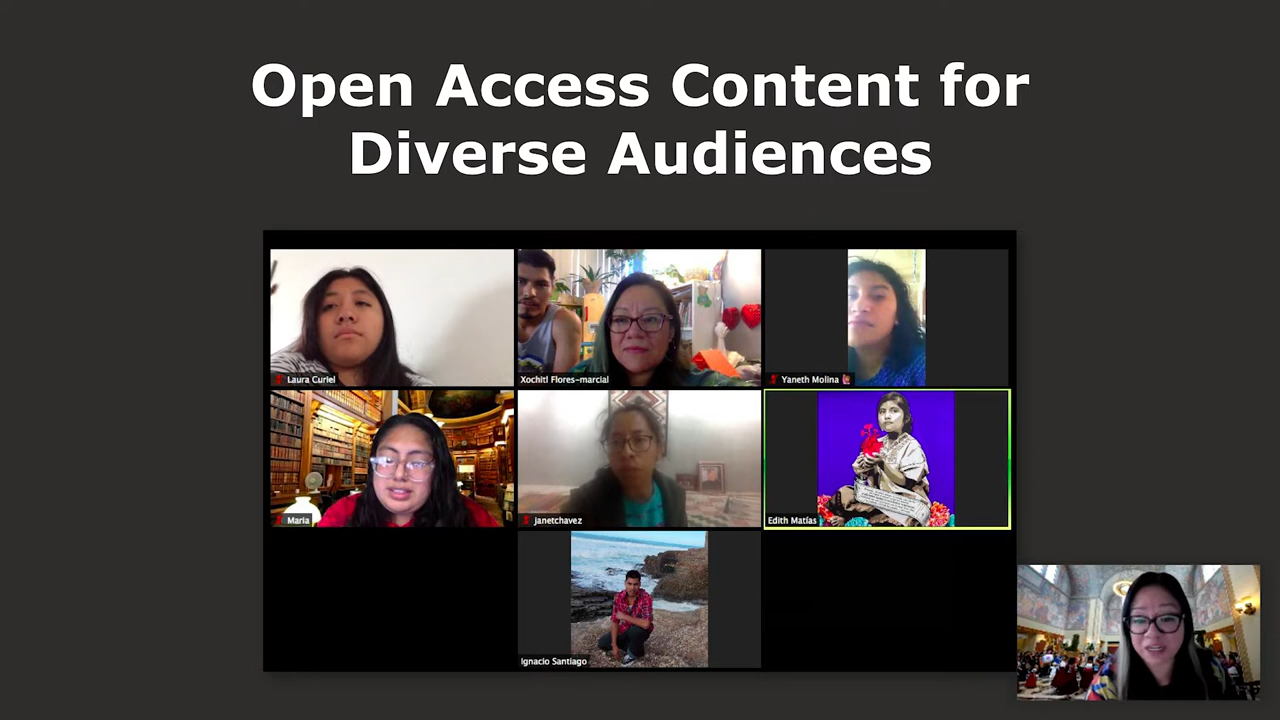 Open Access Content for
Diverse Audiences
Laura Curiel
Xochitl Flores-marcial
Yaneth Molina
Maria
Janetchavez
Edith Matías
Ignacio Santiago